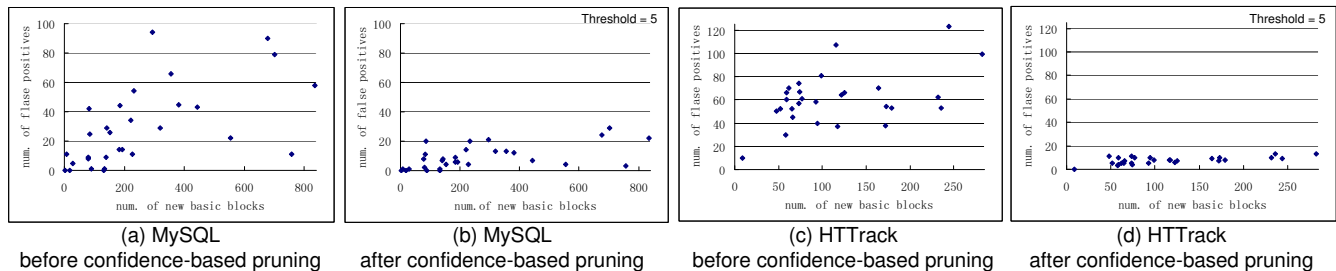 num. of flase positives
100
80
60
40
20
0
0 200 400 600 800
num. of new basic blocks
(a) MySQL
before confidence-based pruning
Threshold = 5
num. of false positives
100
80
60
40
20
0
0 200 400 600 800
num.of new basic blocks
(b) MySQL
after confidence-based pruning
num. of flase positives
120
100
80
60
40
20
0
0 50 100 150 200 250
num. of new basic blocks
(c) HTTrack
before confidence-based pruning
Threshold = 5
num. of flase positives
120
100
80
60
40
20
0
0 50 100 150 200 250
num. of new basic blocks
(d) HTTrack
after confidence-based pruning